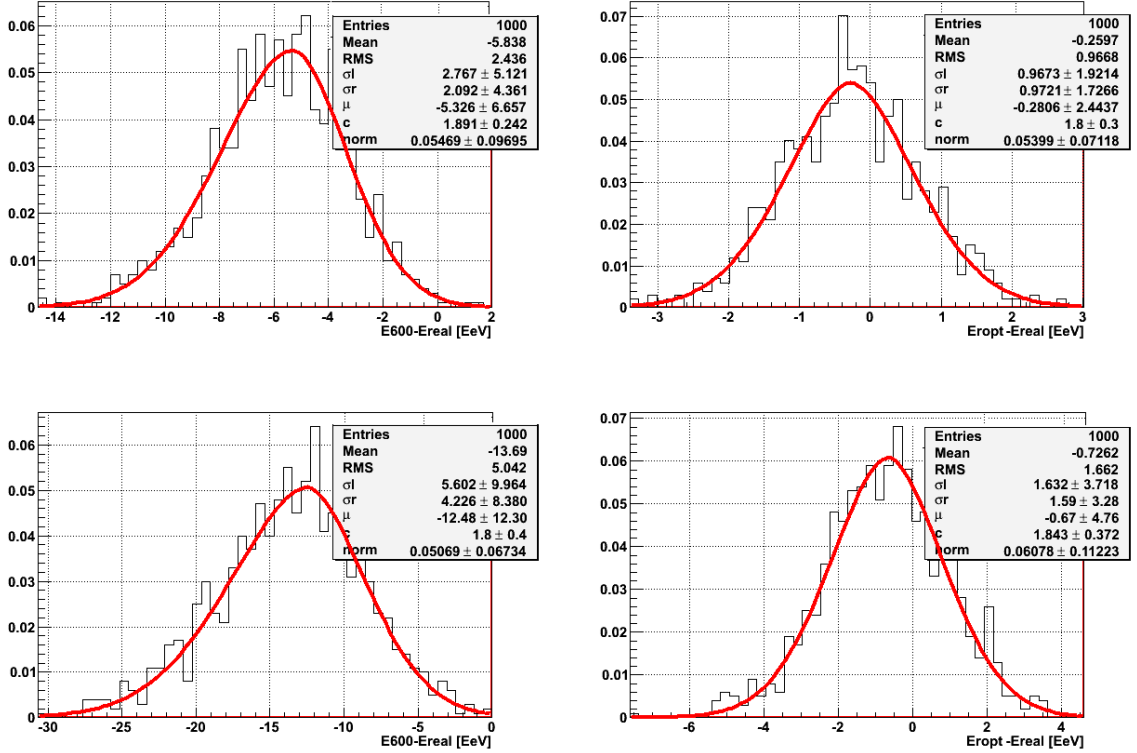 Entries 1000
Mean -5.838
RMS 2.436
σl 2.767 ± 5.121
σr 2.092 ± 4.361
μ -5.326 ± 6.657
c 1.891 ± 0.242
norm 0.05469 ± 0.09695
0.06
0.05
0.04
0.03
0.02
0.01
0
-14 -12 -10 -8 -6 -4 -2 0 2
E600-Ereal [EeV]
Entries 1000
Mean -0.2597
RMS 0.9668
σl 0.9673 ± 1.9214
σr 0.9721 ± 1.7266
μ -0.2806 ± 2.4437
c 1.8 ± 0.3
norm 0.05399 ± 0.07118
0.07
0.06
0.05
0.04
0.03
0.02
0.01
0
-3 -2 -1 0 1 2 3
Eropt-Ereal [EeV]
Entries 1000
Mean -13.69
RMS 5.042
σl 5.602 ± 9.964
σr 4.226 ± 8.380
μ -12.48 ± 12.30
c 1.8 ± 0.4
norm 0.05069 ± 0.06734
0.06
0.05
0.04
0.03
0.02
0.01
0
-30 -25 -20 -15 -10 -5 0
E600-Ereal [EeV]
Entries 1000
Mean -0.7262
RMS 1.662
σl 1.632 ± 3.718
σr 1.59 ± 3.28
μ -0.67 ± 4.76
c 1.843 ± 0.372
norm 0.06078 ± 0.11223
0.07
0.06
0.05
0.04
0.03
0.02
0.01
0
-6 -4 -2 0 2 4
Eropt-Ereal [EeV]